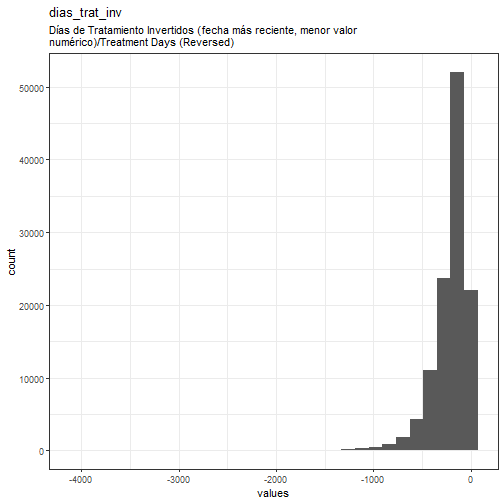 dias_trat_inv
Días de Tratamiento Invertidos (fecha más reciente, menor valor
numérico)/Treatment Days (Reversed)
50000
40000
30000
20000
10000
0
count
-4000 -3000 -2000 -1000 0
values